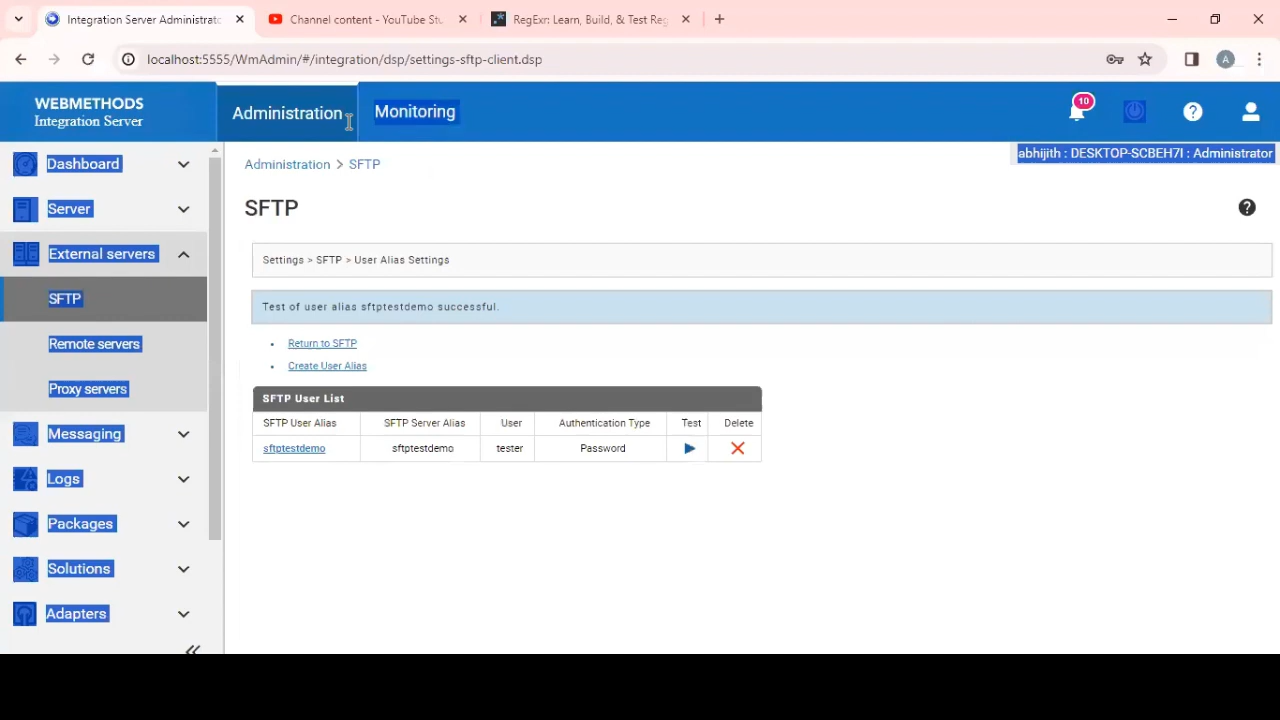 Integration Server Administrato
Channel content - YouTube Stu
RegExr: Learn, Build, & Test Reg
localhost:5555/WmAdmin/#/integration/dsp/settings-sftp-client.dsp
A
WEBMETHODS
Integration Server
Administration
Monitoring
10
abhijith : DESKTOP-SCBEH7I : Administrator
Dashboard
Server
External servers
SFTP
Remote servers
Proxy servers
Messaging
Logs
Packages
Solutions
Adapters
Administration > SFTP
SFTP
Settings > SFTP > User Alias Settings
Test of user alias sftptestdemo successful.
Return to SFTP
Create User Alias
SFTP User List
SFTP User Alias SFTP Server Alias User Authentication Type Test Delete
sftptestdemo sftptestdemo tester Password